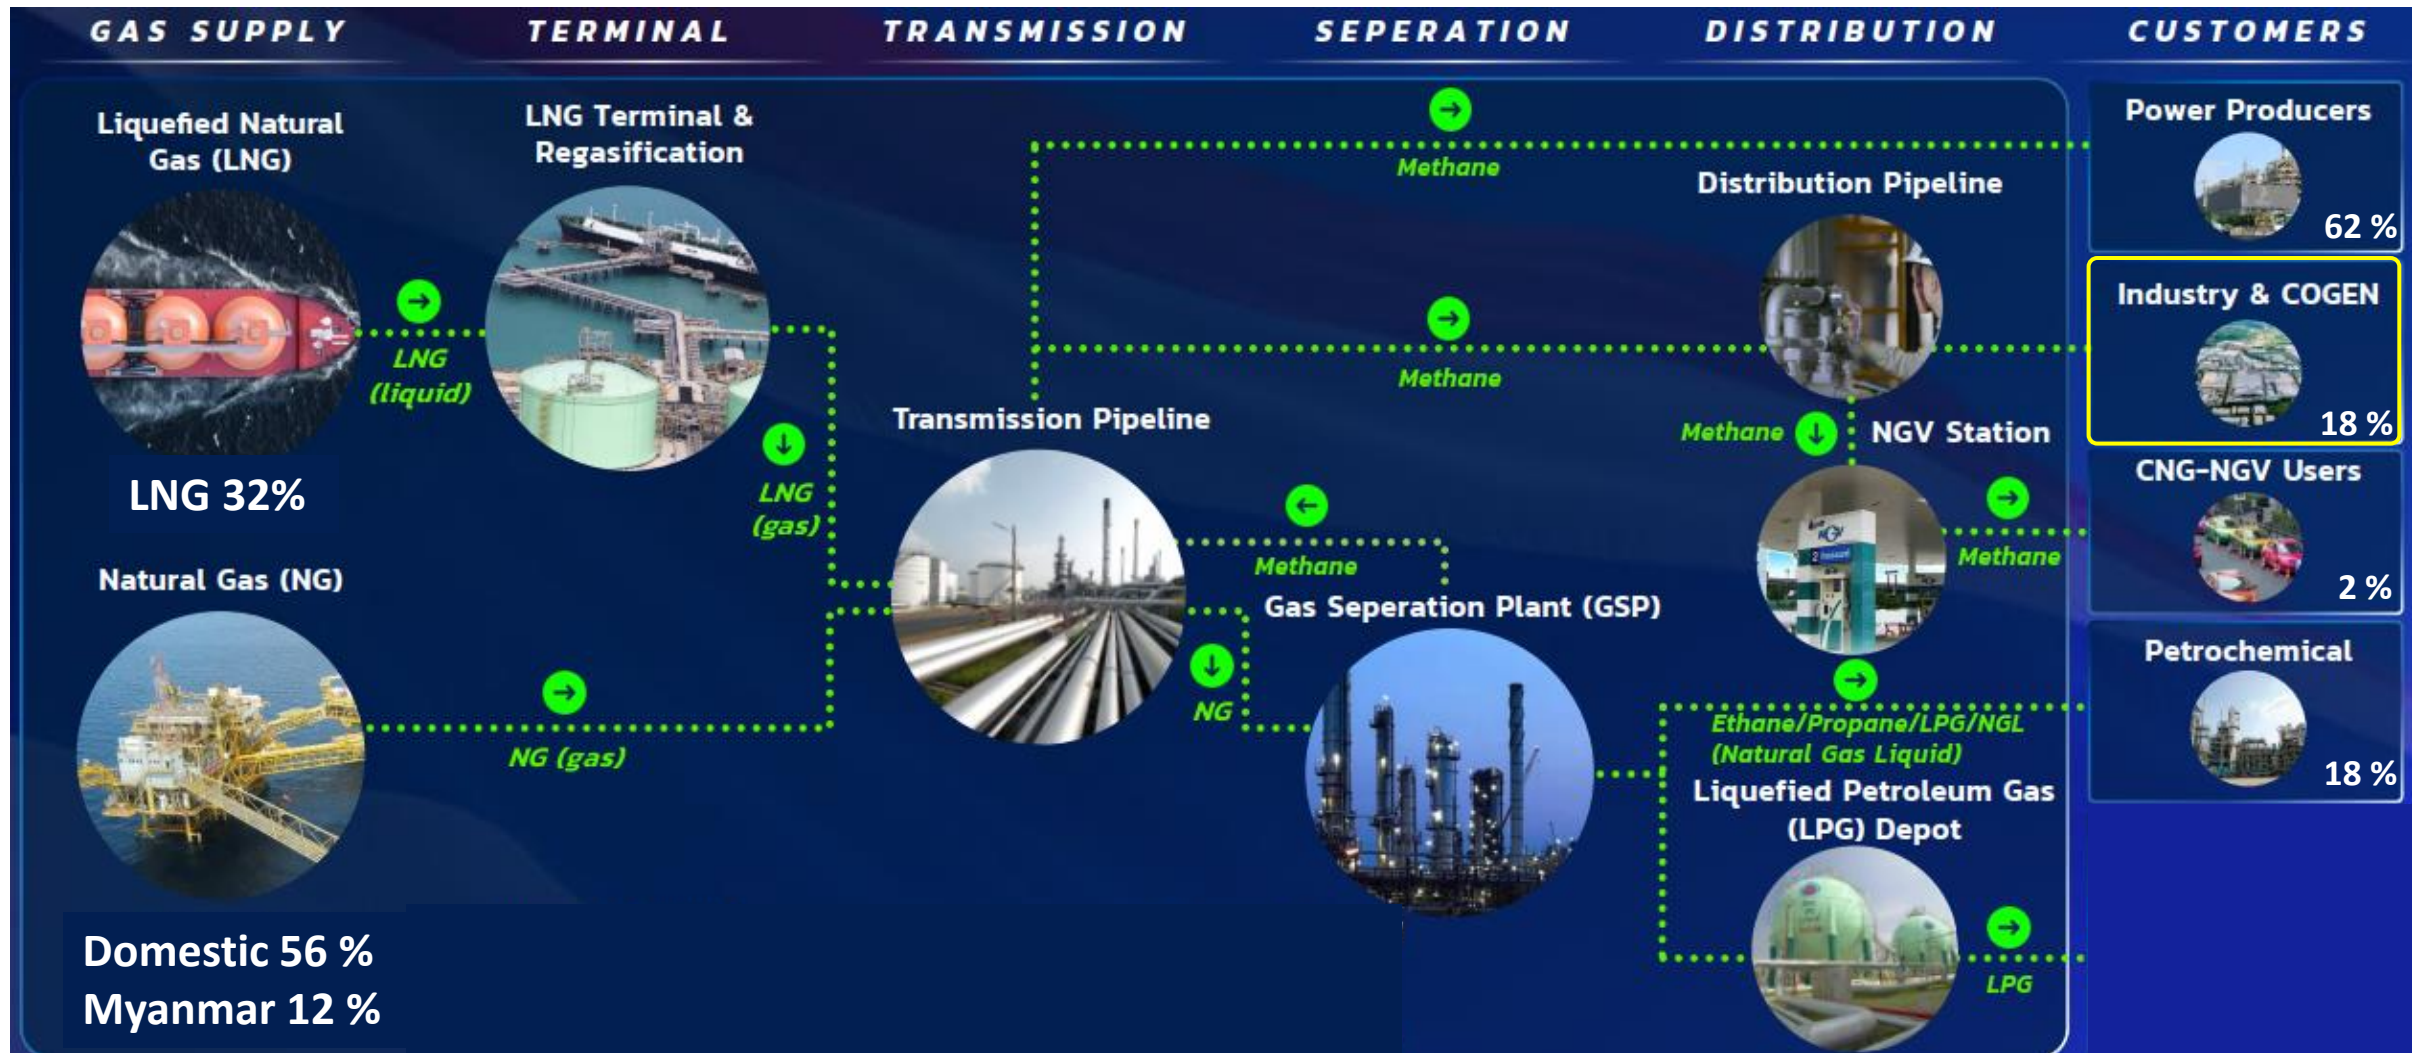 GAS SUPPLY
TERMINAL
TRANSMISSION
SEPERATION
DISTRIBUTION
CUSTOMERS
Liquefied Natural
Gas (LNG)
LNG
(liquid)
LNG 32%
Natural Gas (NG)
NG (gas)
Domestic 56 %
Myanmar 12 %
LNG Terminal &
Regasification
LNG
(gas)
Transmission Pipeline
Methane
Methane
Methane
NG
Gas Seperation Plant (GSP)
Distribution Pipeline
Methane
NGV Station
NGV
Methane
Ethane/Propane/LPG/NGL
(Natural Gas Liquid)
Liquefied Petroleum Gas
(LPG) Depot
LPG
Power Producers
62 %
Industry & COGEN
18 %
CNG-NGV Users
2 %
Petrochemical
18 %